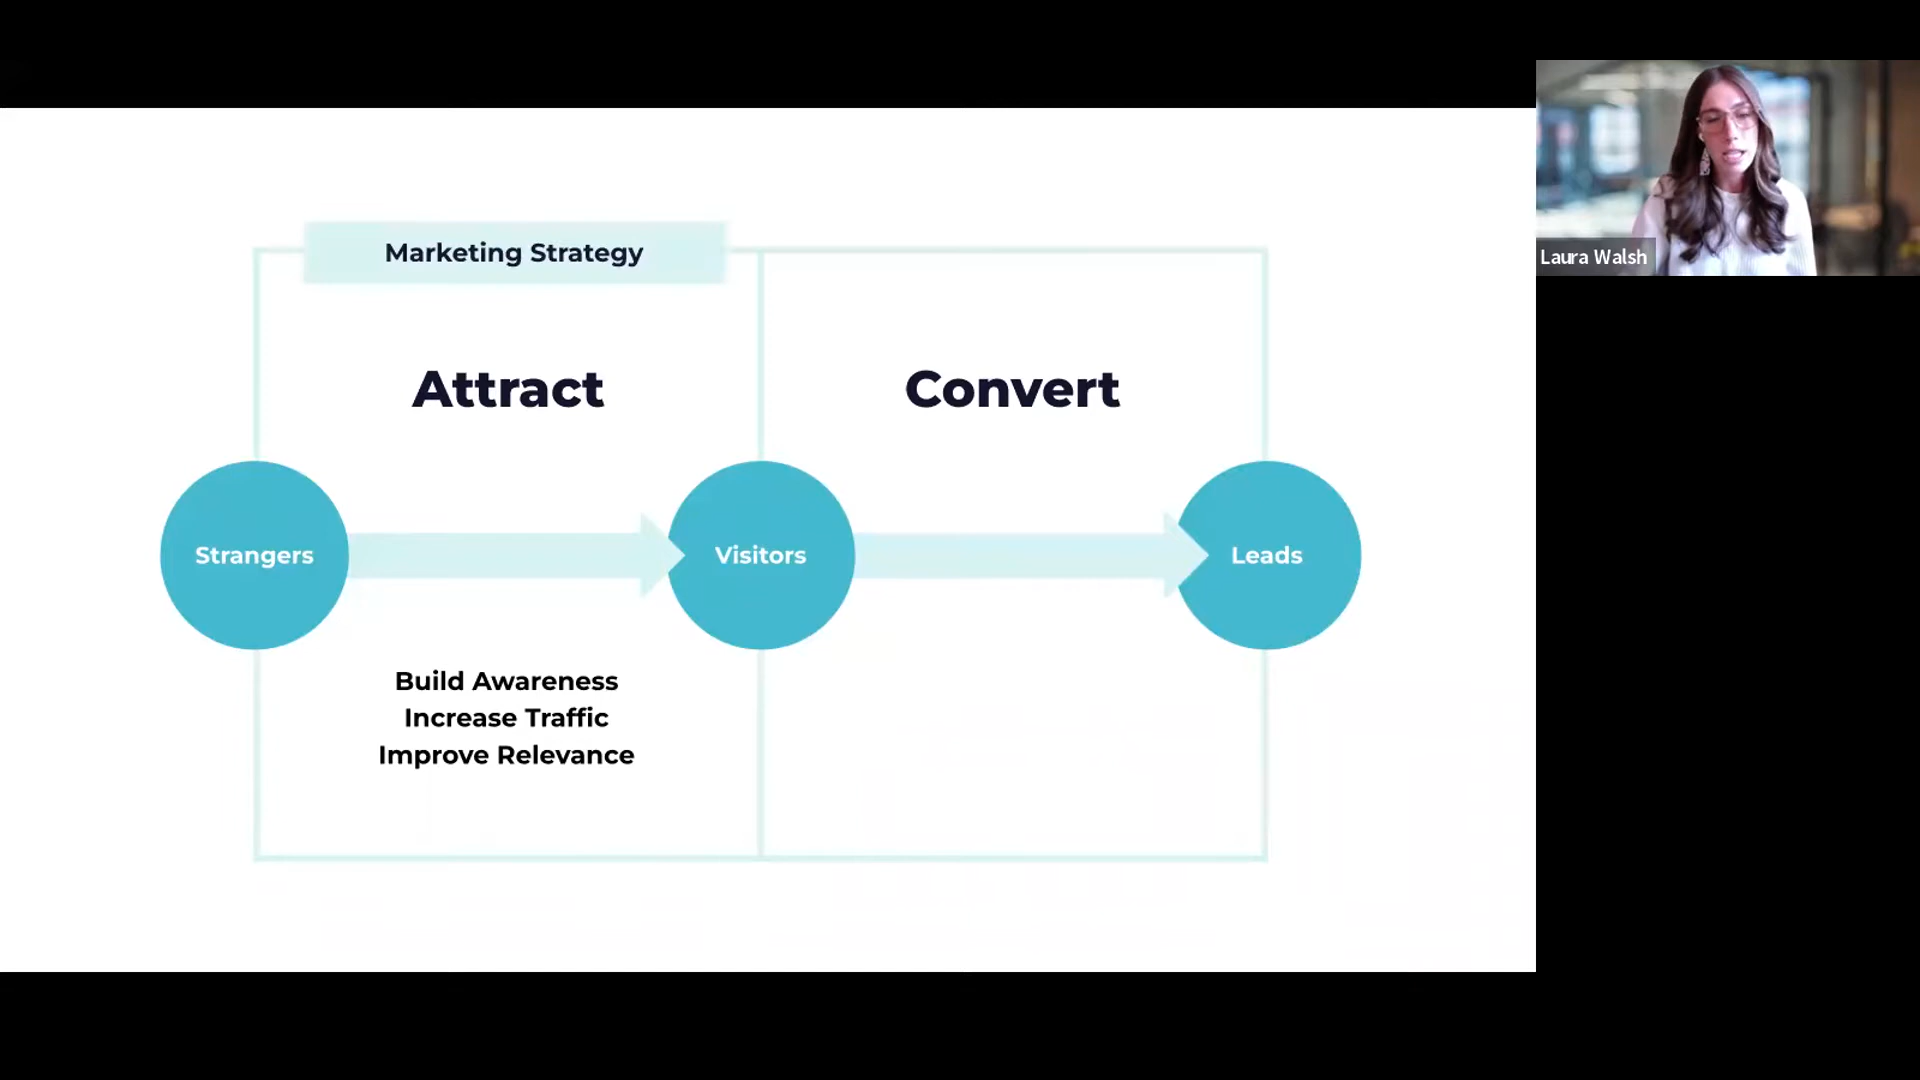 Marketing Strategy
Attract
Convert
Strangers
Visitors
Leads
Build Awareness
Increase Traffic
Improve Relevance
Laura Walsh